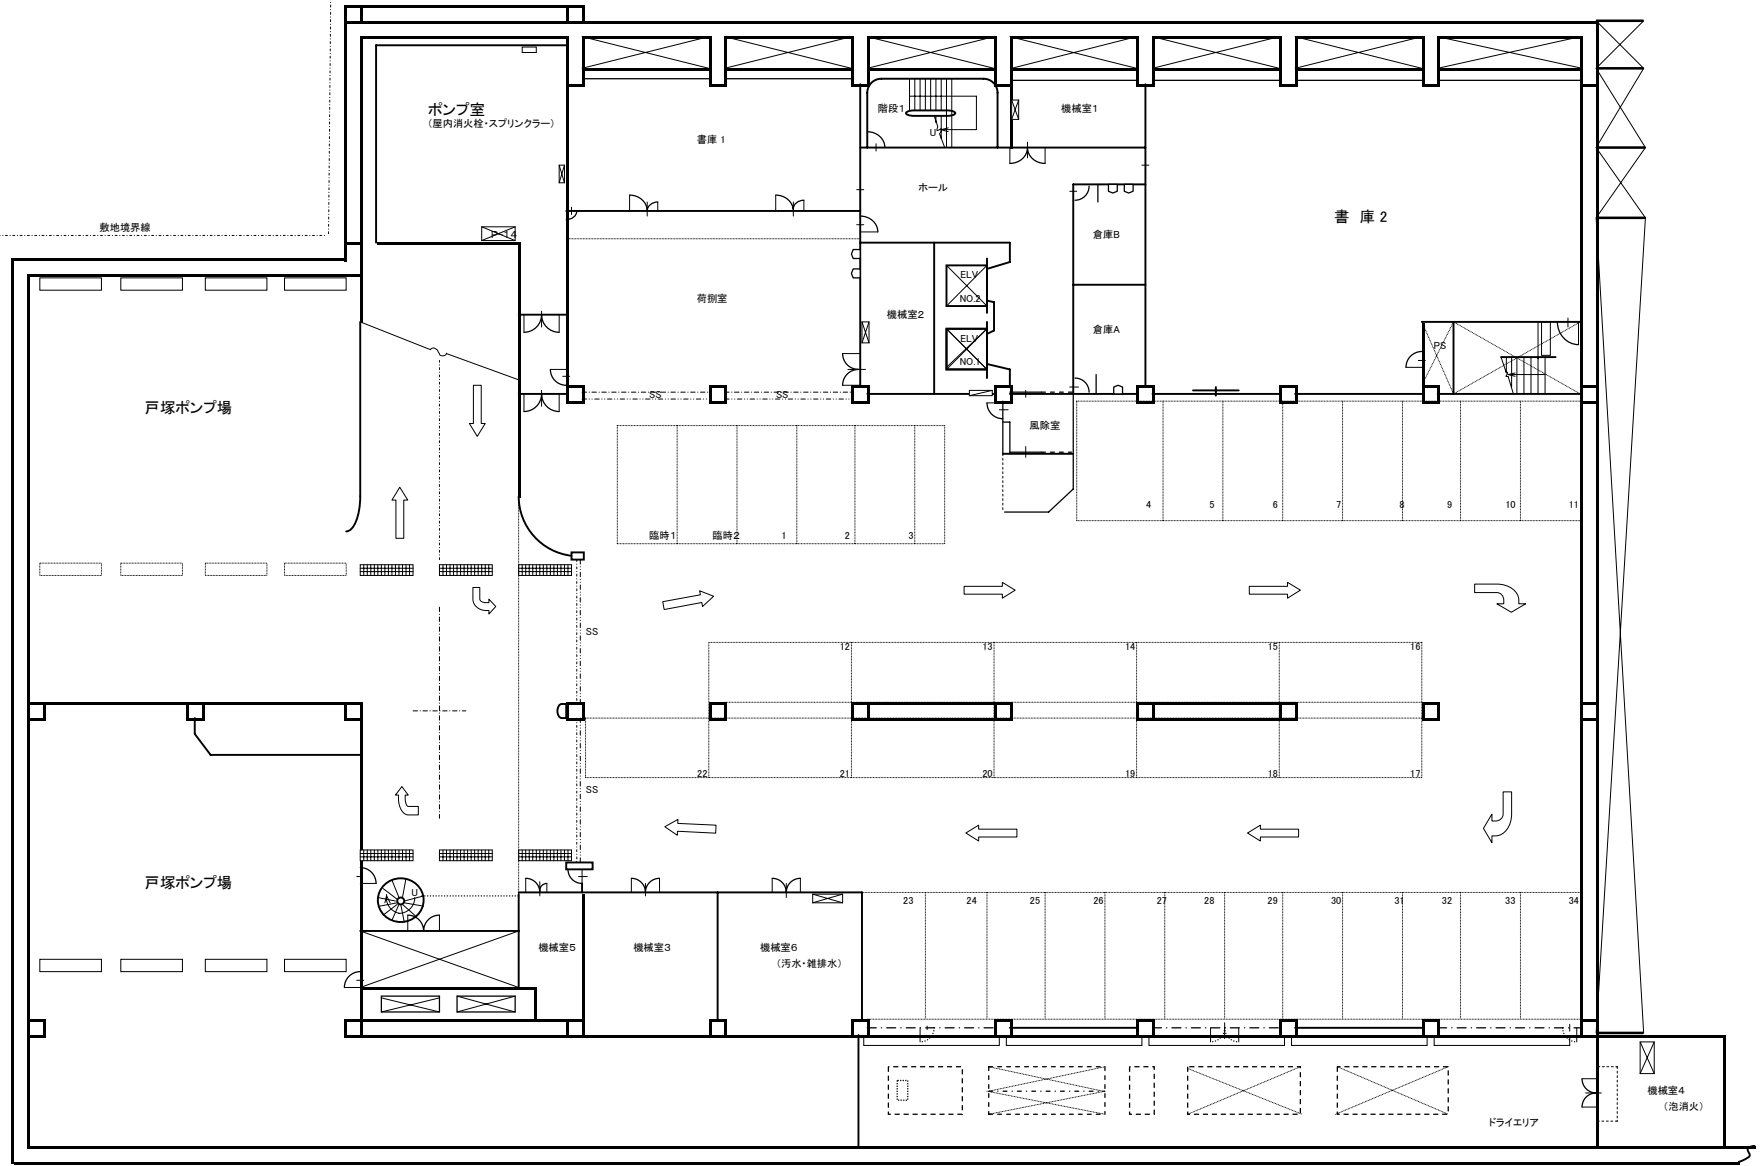 ポンプ室
(屋内消火栓・スプリンクラー)
階段1
U
機械室1
書庫 1
ホール
書 庫 2
敷地境界線
P-14
倉庫B
ELV
NO.2
荷捌室
機械室2
倉庫A
ELV
NO.1
PS
SS
SS
戸塚ポンプ場
風除室
4
5
6
7
8
9
10
11
臨時1
臨時2
1
2
3
SS
12
13
14
15
16
22
21
20
19
18
17
SS
戸塚ポンプ場
U
23
24
25
26
27
28
29
30
31
32
33
34
機械室5
機械室3
機械室6
(汚水・雑排水)
機械室4
(泡消火)
ドライエリア